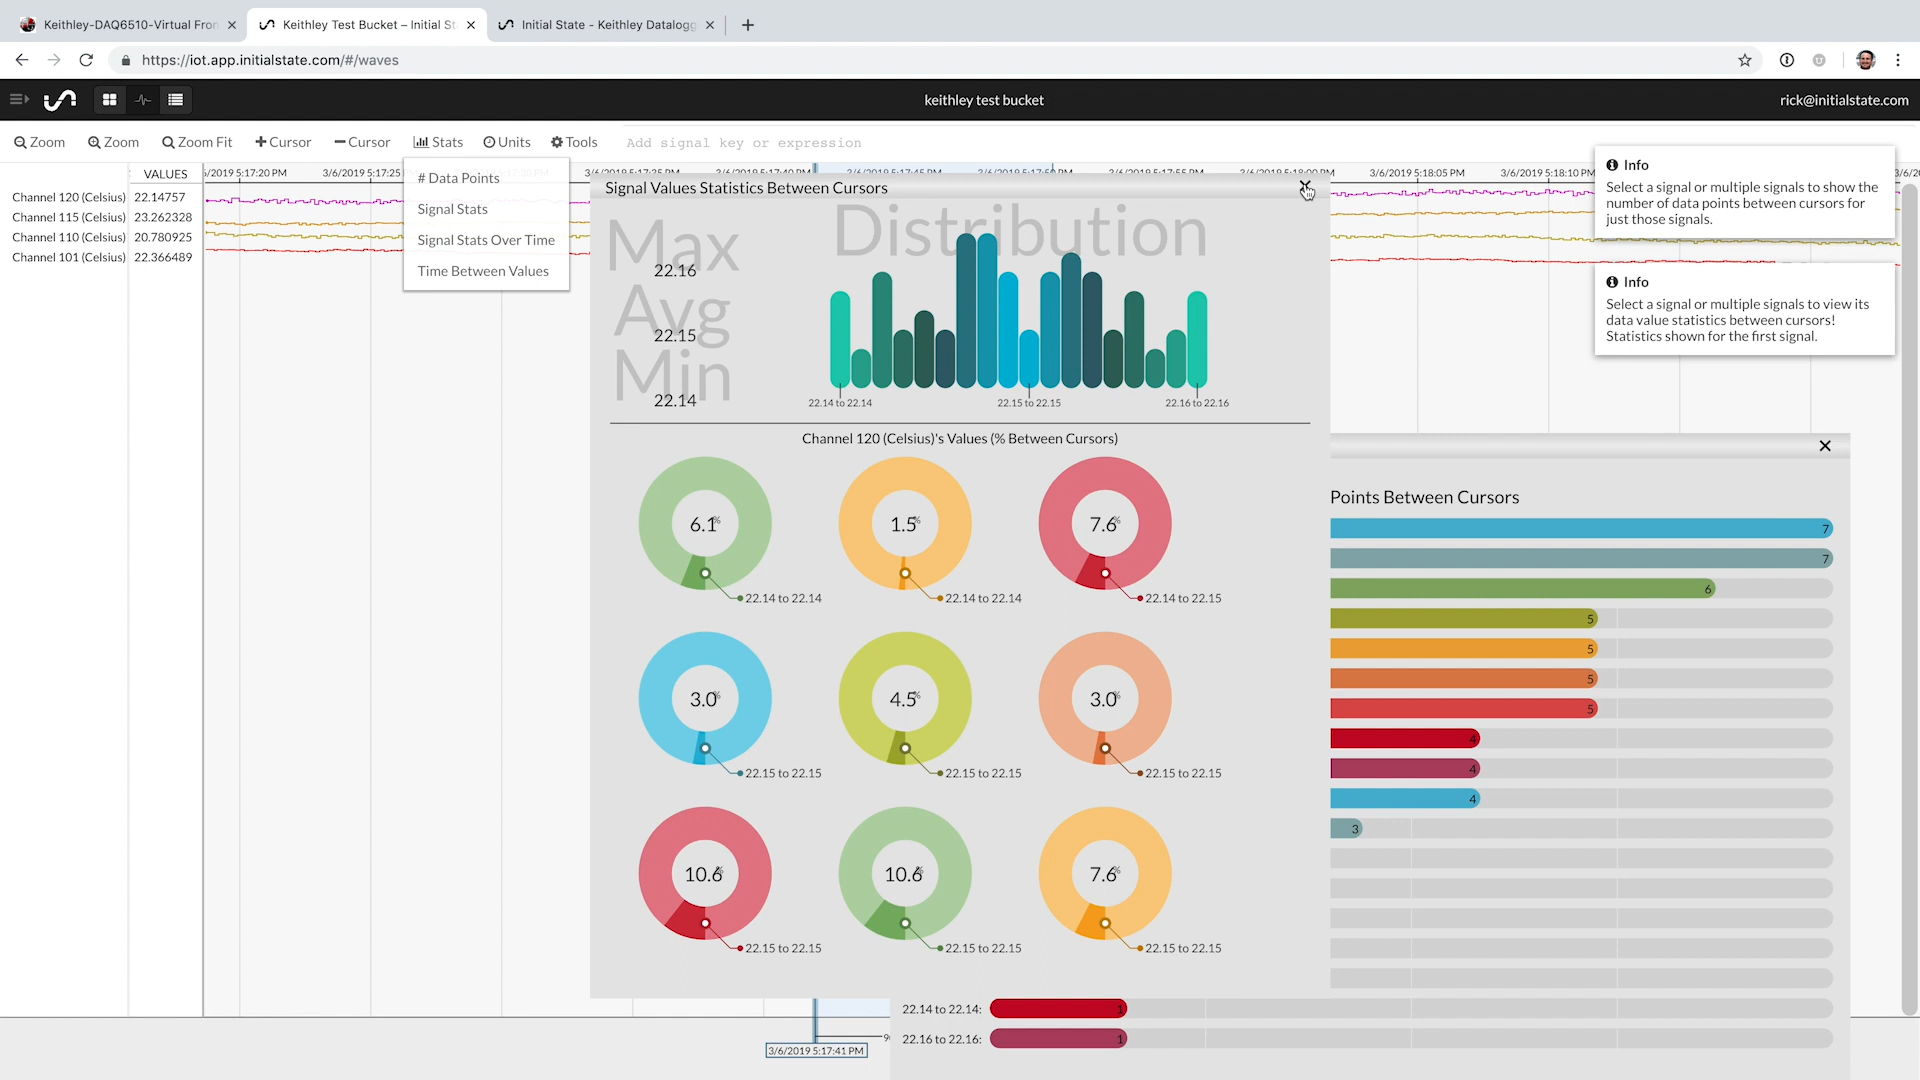 Keithley-DAQ6510-Virtual Fron
Keithley Test Bucket – Initial St
Initial State - Keithley Datalogg
https://iot.app.initialstate.com/#/waves
keithley test bucket
rick@initialstate.com
Zoom Zoom Zoom Fit Cursor Cursor Stats Units Tools
Add signal key or expression
VALUES
Channel 120 (Celsius) 22.14757
Channel 115 (Celsius) 23.262328
Channel 110 (Celsius) 20.780925
Channel 101 (Celsius) 22.366489
3/6/2019 5:17:20 PM
3/6/2019 5:17:25
3/6/2019 5:18:05 PM
3/6/2019 5:18:10 PM
# Data Points
Signal Stats
Signal Stats Over Time
Time Between Values
Signal Values Statistics Between Cursors
Max
22.16
Avg
22.15
Min
22.14
Distribution
22.14 to 22.14
22.15 to 22.15
22.16 to 22.16
Channel 120 (Celsius)'s Values (% Between Cursors)
6.1%
22.14 to 22.14
1.5%
22.14 to 22.14
7.6%
22.14 to 22.15
3.0%
22.15 to 22.15
4.5%
22.15 to 22.15
3.0%
22.15 to 22.15
10.6%
22.15 to 22.15
10.6%
22.15 to 22.15
7.6%
22.15 to 22.15
Info
Select a signal or multiple signals to show the
number of data points between cursors for
just those signals.
Info
Select a signal or multiple signals to view its
data value statistics between cursors!
Statistics shown for the first signal.
Points Between Cursors
7
7
6
5
5
5
5
4
4
4
3
22.14 to 22.14: 1
22.16 to 22.16: 1
3/6/2019 5:17:41 PM